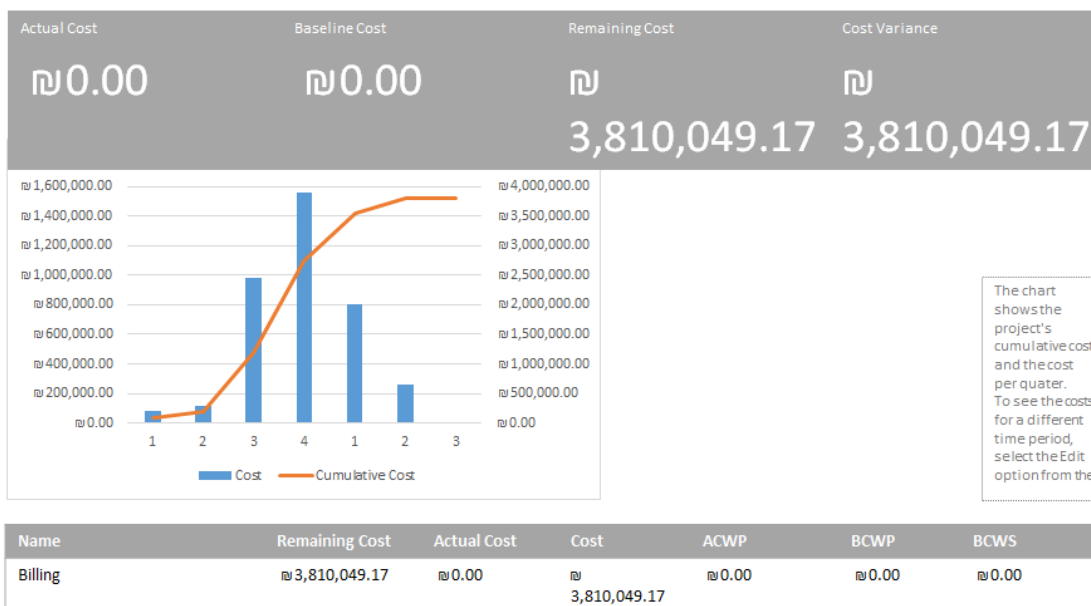 Actual Cost Baseline Cost Remaining Cost Cost Variance
₪0.00 ₪0.00 ₪ ₪
3,810,049.17 3,810,049.17
₪1,600,000.00 ₪4,000,000.00
₪1,400,000.00 ₪3,500,000.00
₪1,200,000.00 ₪3,000,000.00
₪1,000,000.00 ₪2,500,000.00
₪800,000.00 ₪2,000,000.00
₪600,000.00 ₪1,500,000.00
₪400,000.00 ₪1,000,000.00
₪200,000.00 ₪500,000.00
₪0.00 ₪0.00
1 2 3 4 1 2 3
Cost Cumulative Cost
The chart
shows the
project's
cumulative cost
and the cost
per quater.
To see the costs
for a different
time period,
select the Edit
option from the
Name Remaining Cost Actual Cost Cost ACWP BCWP BCWS
Billing ₪3,810,049.17 ₪0.00 ₪ ₪0.00 ₪0.00 ₪0.00
3,810,049.17